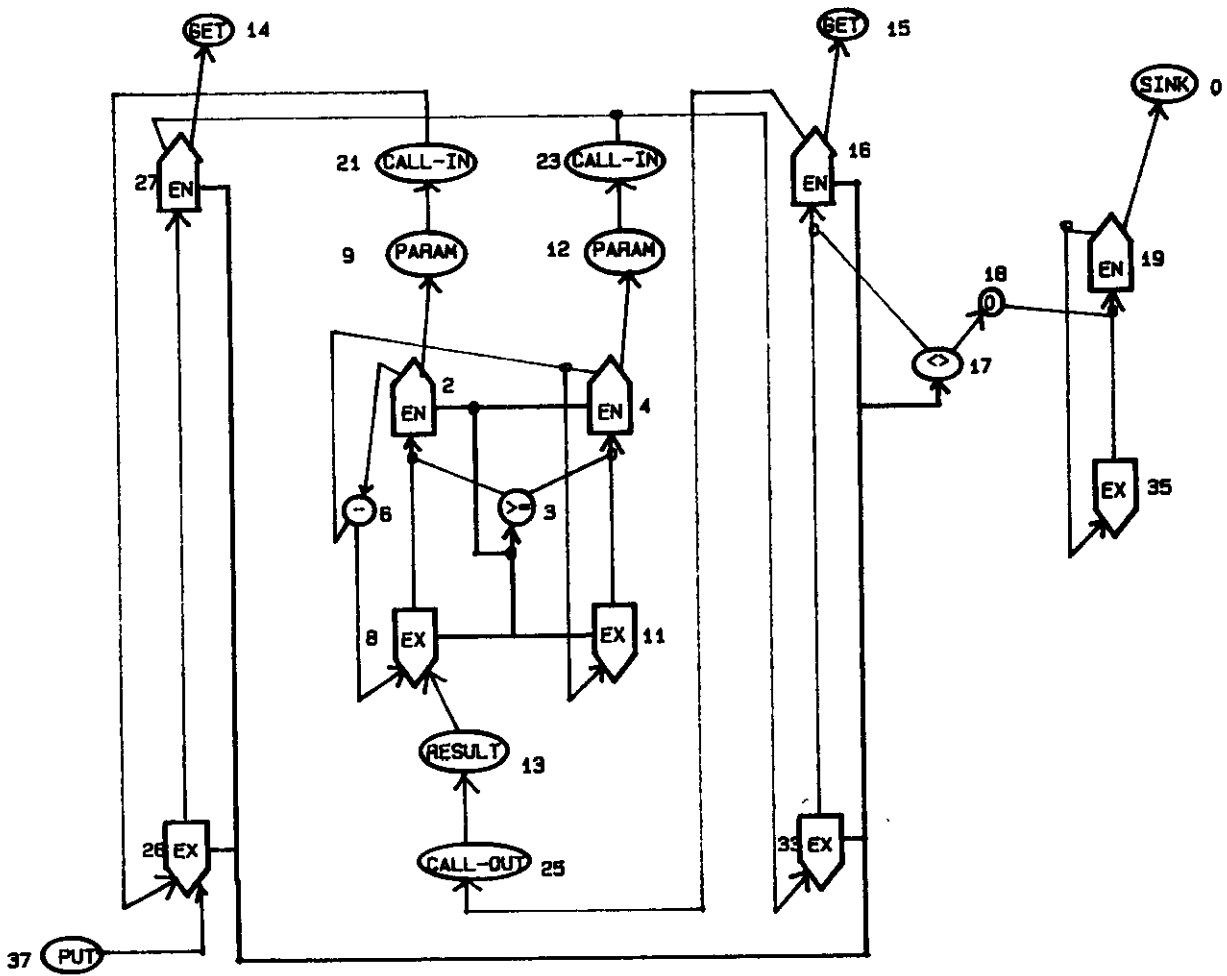 GET 14
GET 15
SINK 0
21 CALL-IN
23 CALL-IN
16
27 EN
EN
9 PARAM
12 PARAM
EN 19
18
0
<> 17
2
EN
4
EN
- 6
>= 3
EX 35
8 EX
EX 11
RESULT 13
28 EX
33 EX
CALL-OUT 25
37 PUT